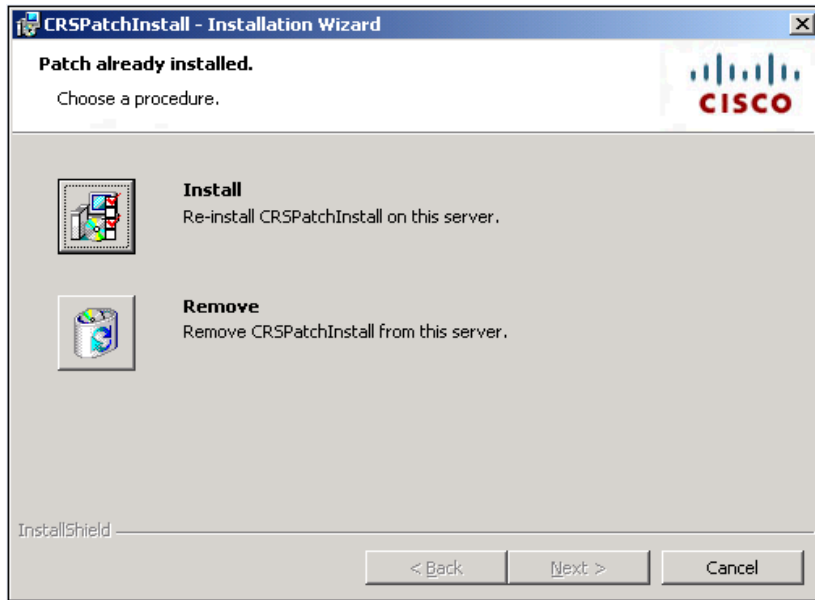 CRSPatchInstall - Installation Wizard
Patch already installed.
Choose a procedure.
CISCO
Install
Re-install CRSPatchInstall on this server.
Remove
Remove CRSPatchInstall from this server.
InstallShield
< Back
Next >
Cancel